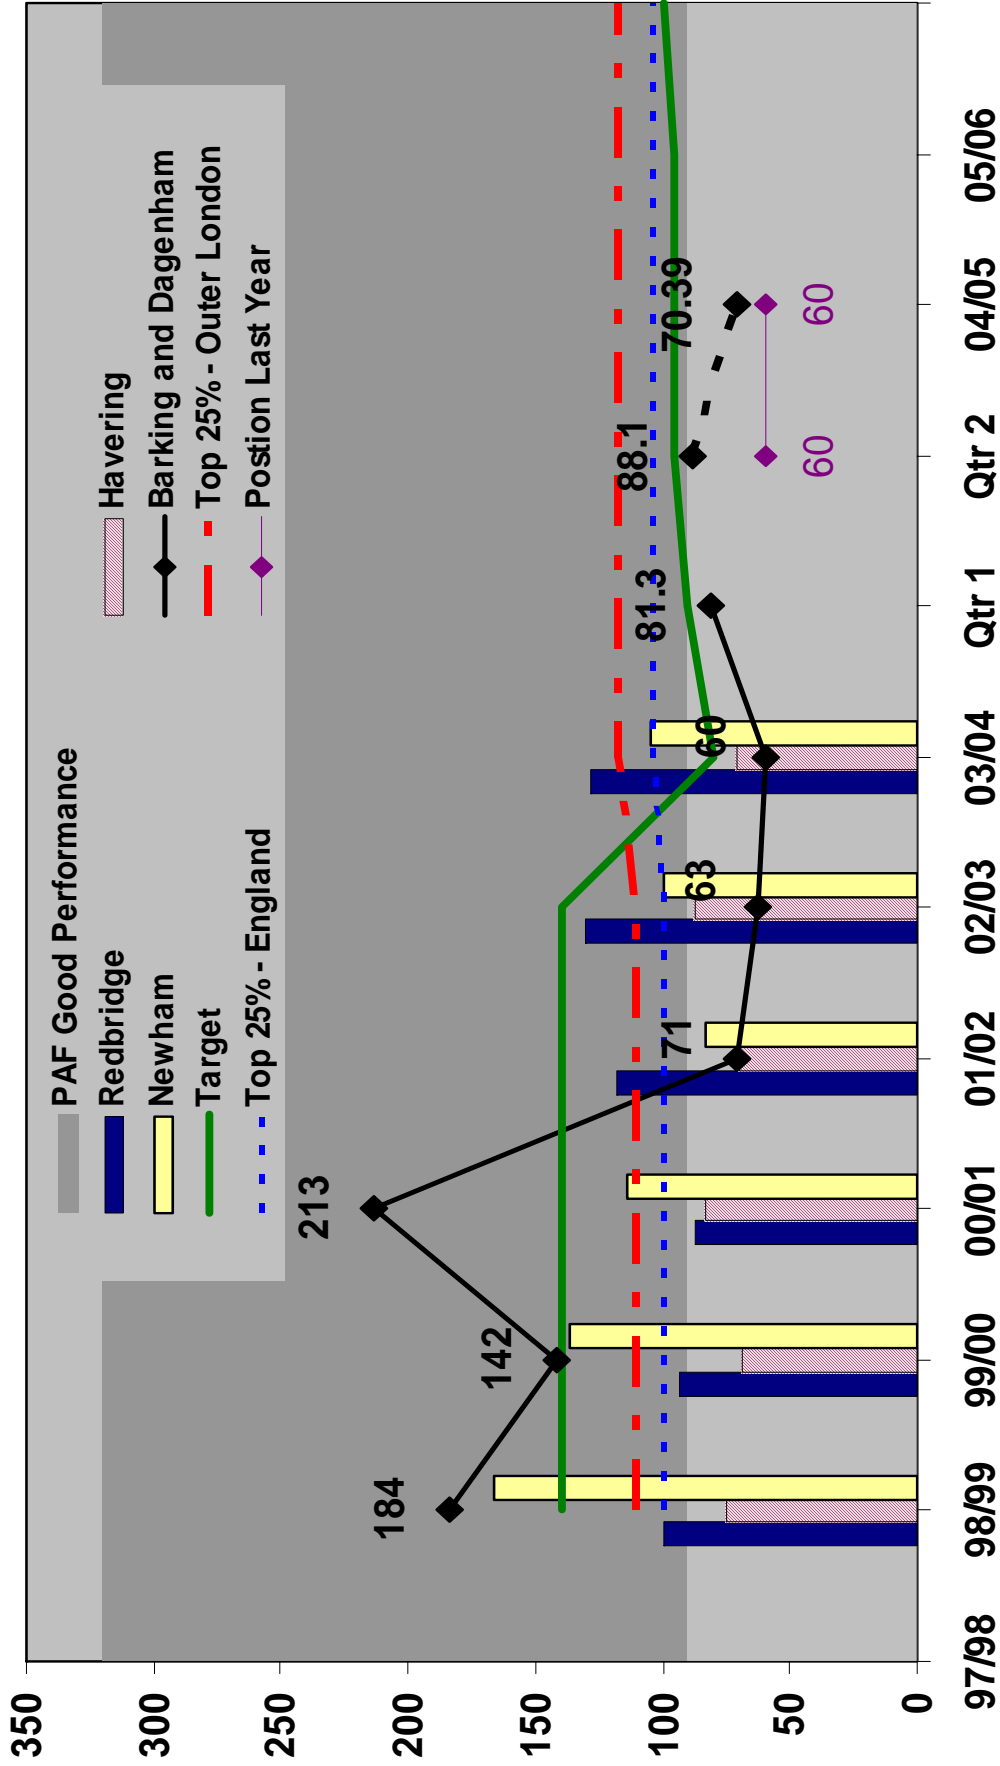 PAF Good Performance
Redbridge
Havering
Newham
Barking and Dagenham
Target
Top 25% - Outer London
Top 25% - England
Postion Last Year
350
300
250
200
150
100
50
0
184
142
213
71
63
60
81.3
88.1
70.39
60
60
97/98
98/99
99/00
00/01
01/02
02/03
03/04
Qtr 1
Qtr 2
04/05
05/06